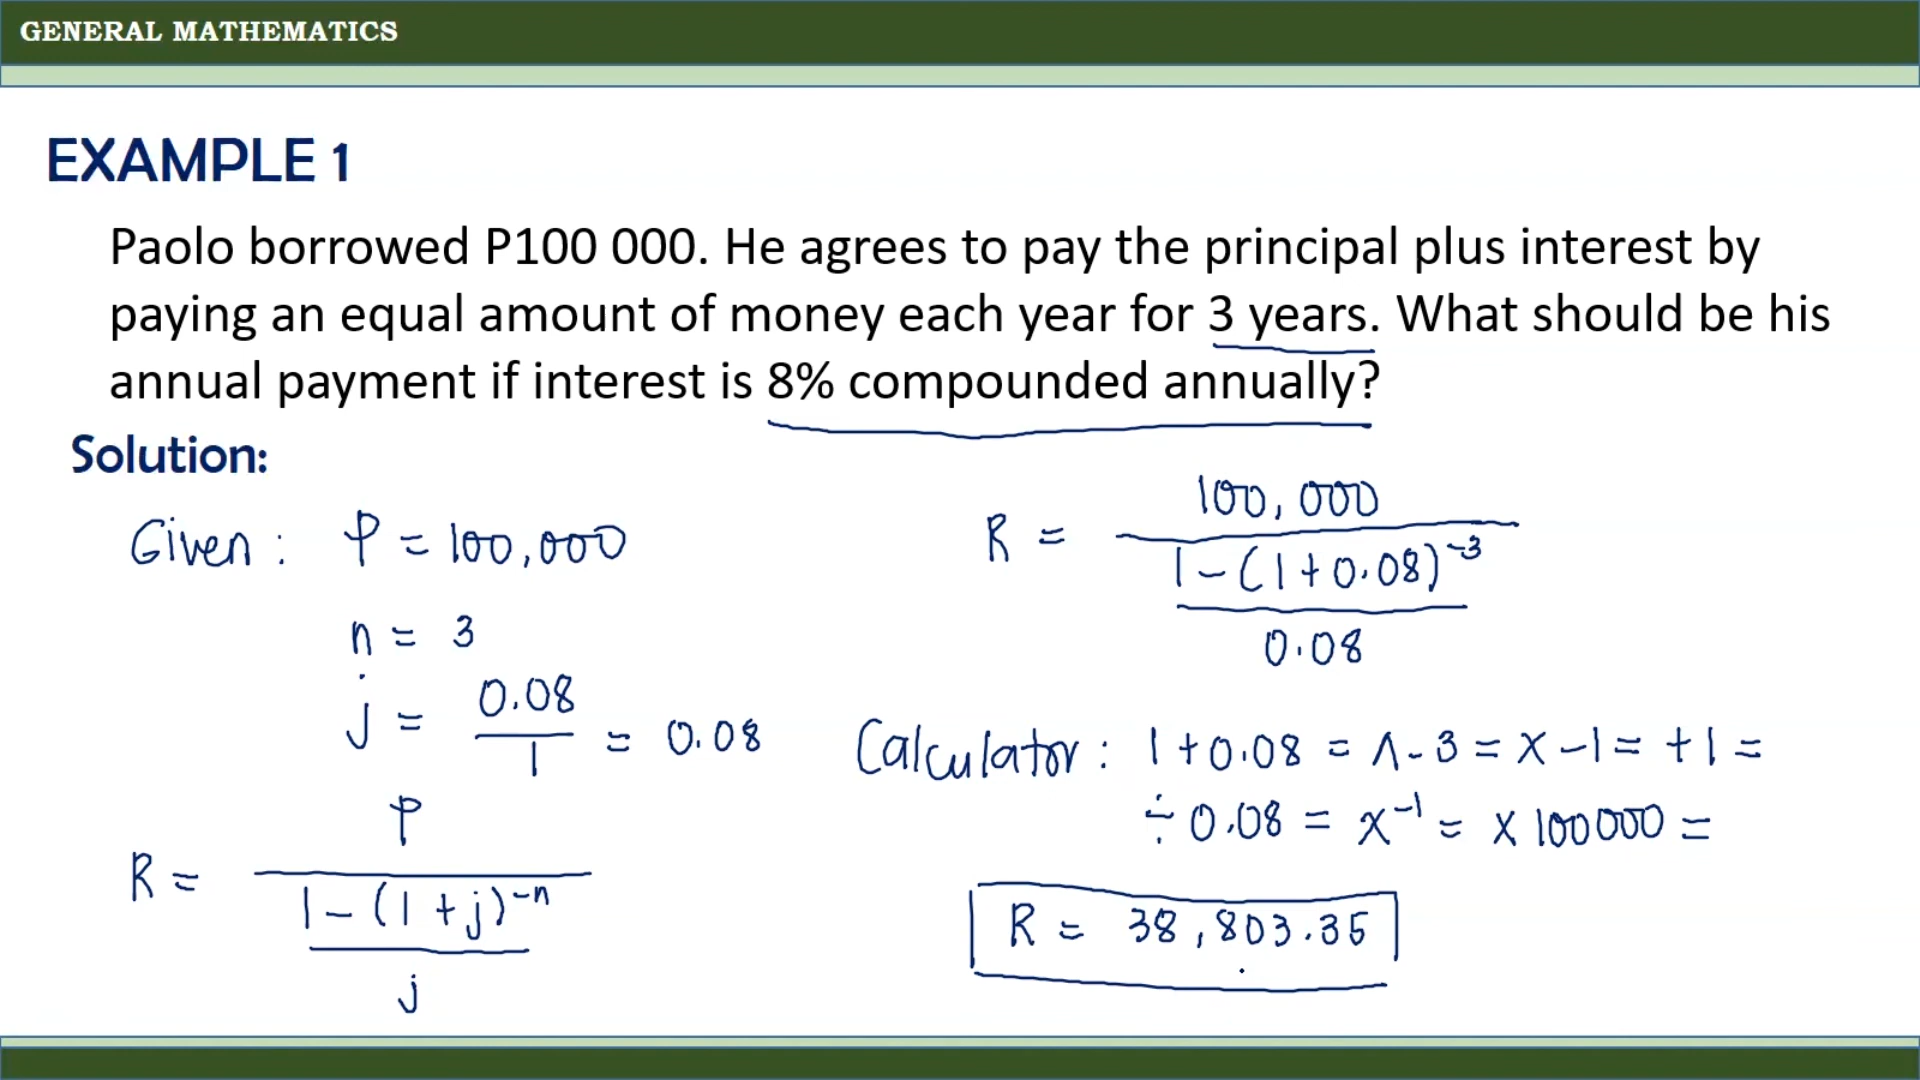 GENERAL MATHEMATICS
EXAMPLE 1
Paolo borrowed P100 000. He agrees to pay the principal plus interest by
paying an equal amount of money each year for 3 years. What should be his
annual payment if interest is 8% compounded annually?
Solution:
Given : P = 100,000
n = 3
j = 0.08 / 1 = 0.08
R = P / ((1 - (1 + j)^-n) / j)
R = 100,000 / ((1 - (1 + 0.08)^-3) / 0.08)
Calculator : 1 + 0.08 = ^ - 3 = x - 1 = + 1 =
÷ 0.08 = x^-1 = x 100000 =
R = 38,803.35